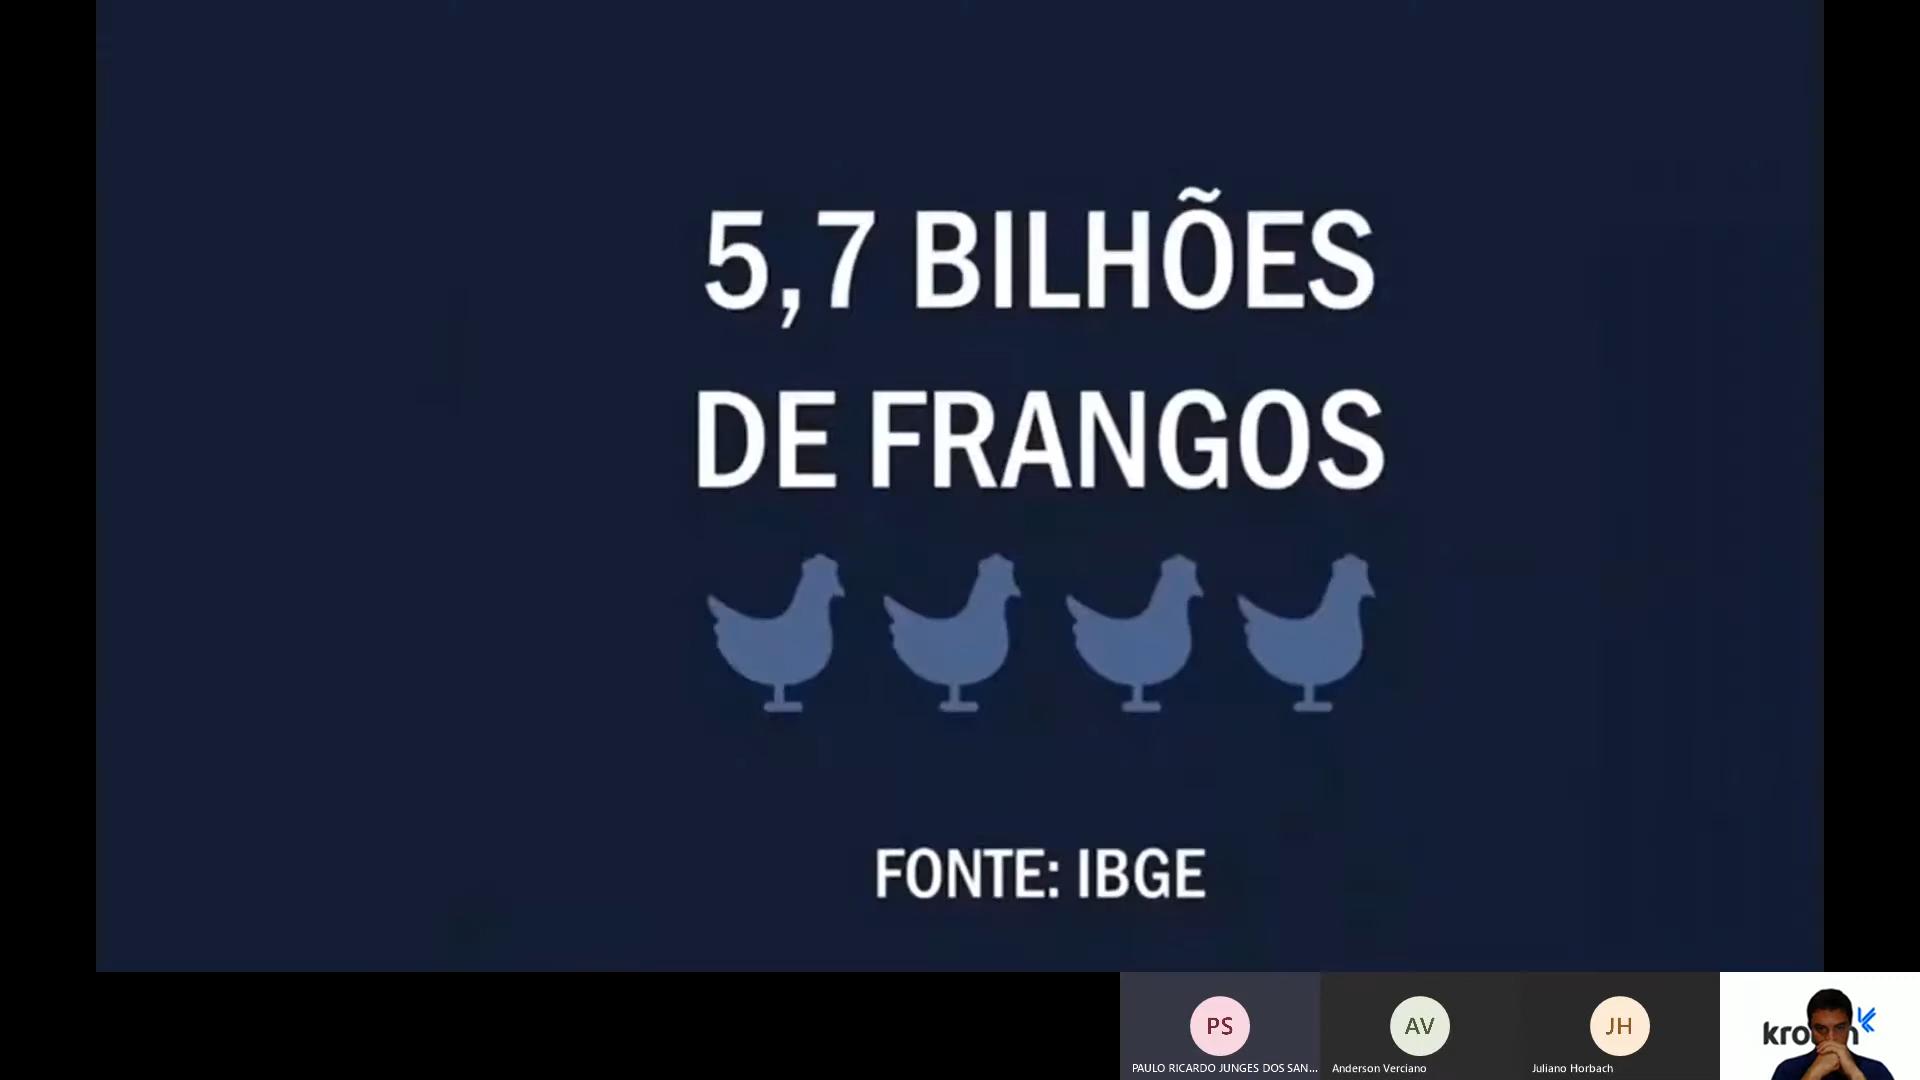 5,7 BILHÕES
DE FRANGOS
FONTE: IBGE
PS
AV
JH
PAULO RICARDO JUNGES DOS SAN...
Anderson Verciano
Juliano Horbach